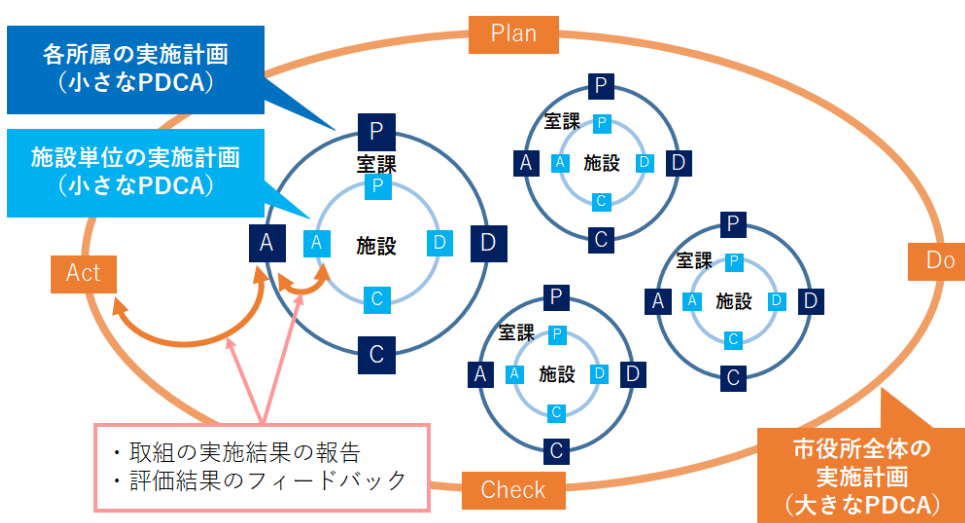 Plan
各所属の実施計画
（小さなPDCA）
施設単位の実施計画
（小さなPDCA）
P
室課
P
A
A
施設
D
D
C
C
P
室課
P
A
A
施設
D
D
C
C
P
室課
P
A
A
施設
D
D
C
C
P
室課
P
A
A
施設
D
D
C
C
Act
Do
・取組の実施結果の報告
・評価結果のフィードバック
Check
市役所全体の
実施計画
（大きなPDCA）